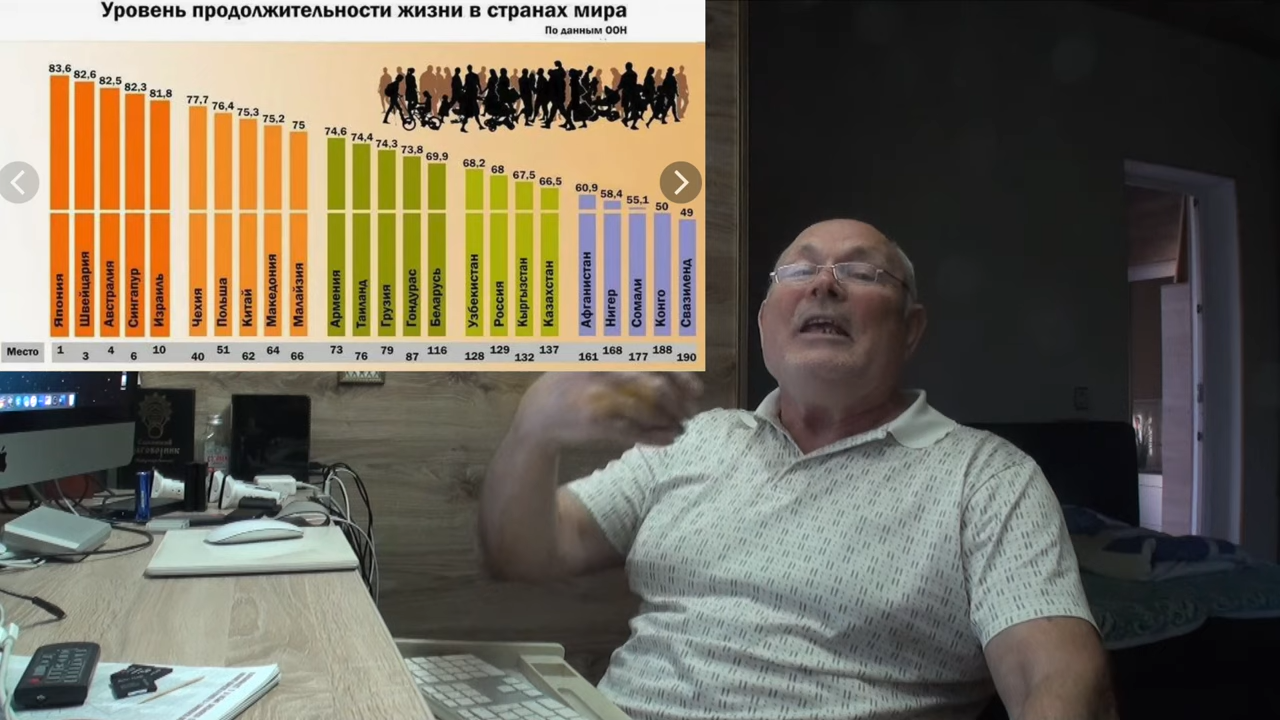 Уровень продолжительности жизни в странах мира
По данным ООН
83,6 82,6 82,5 82,3 81,8 77,7 76,4 75,3 75,2 75 74,6 74,4 74,3 73,8 69,9 68,2 68 67,5 66,5 60,9 58,4 55,1 50 49
Япония Швейцария Австралия Сингапур Израиль Чехия Польша Китай Македония Малайзия Армения Таиланд Грузия Гондурас Беларусь Узбекистан Россия Кыргызстан Казахстан Афганистан Нигер Сомали Конго Свазиленд
Место 1 3 4 6 10 40 51 62 64 66 73 76 79 87 116 128 129 132 137 161 168 177 188 190